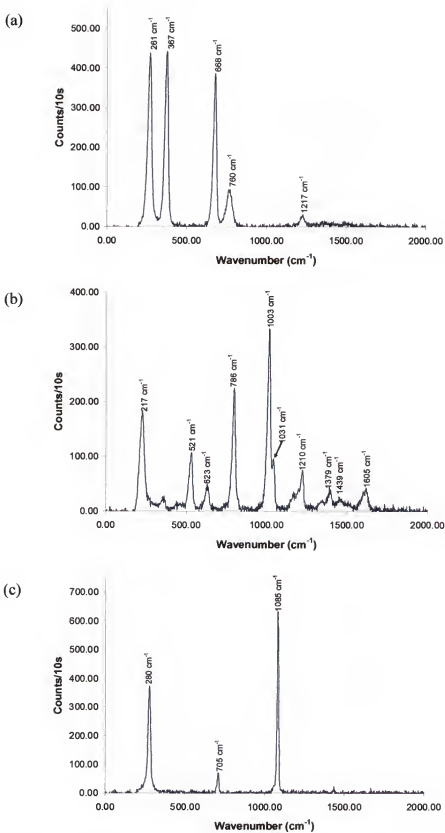 (a)
500.00
400.00
300.00
200.00
100.00
0.00
Counts/10s
261 cm⁻¹
367 cm⁻¹
668 cm⁻¹
760 cm⁻¹
1217 cm⁻¹
0.00 500.00 1000.00 1500.00 2000.00
Wavenumber (cm⁻¹)
(b)
400.00
300.00
200.00
100.00
0.00
Counts/10s
217 cm⁻¹
521 cm⁻¹
623 cm⁻¹
786 cm⁻¹
1003 cm⁻¹
1031 cm⁻¹
1210 cm⁻¹
1379 cm⁻¹
1439 cm⁻¹
1605 cm⁻¹
0.00 500.00 1000.00 1500.00 2000.00
Wavenumber (cm⁻¹)
(c)
700.00
600.00
500.00
400.00
300.00
200.00
100.00
0.00
Counts/10s
280 cm⁻¹
705 cm⁻¹
1085 cm⁻¹
0.00 500.00 1000.00 1500.00 2000.00
Wavenumber (cm⁻¹)